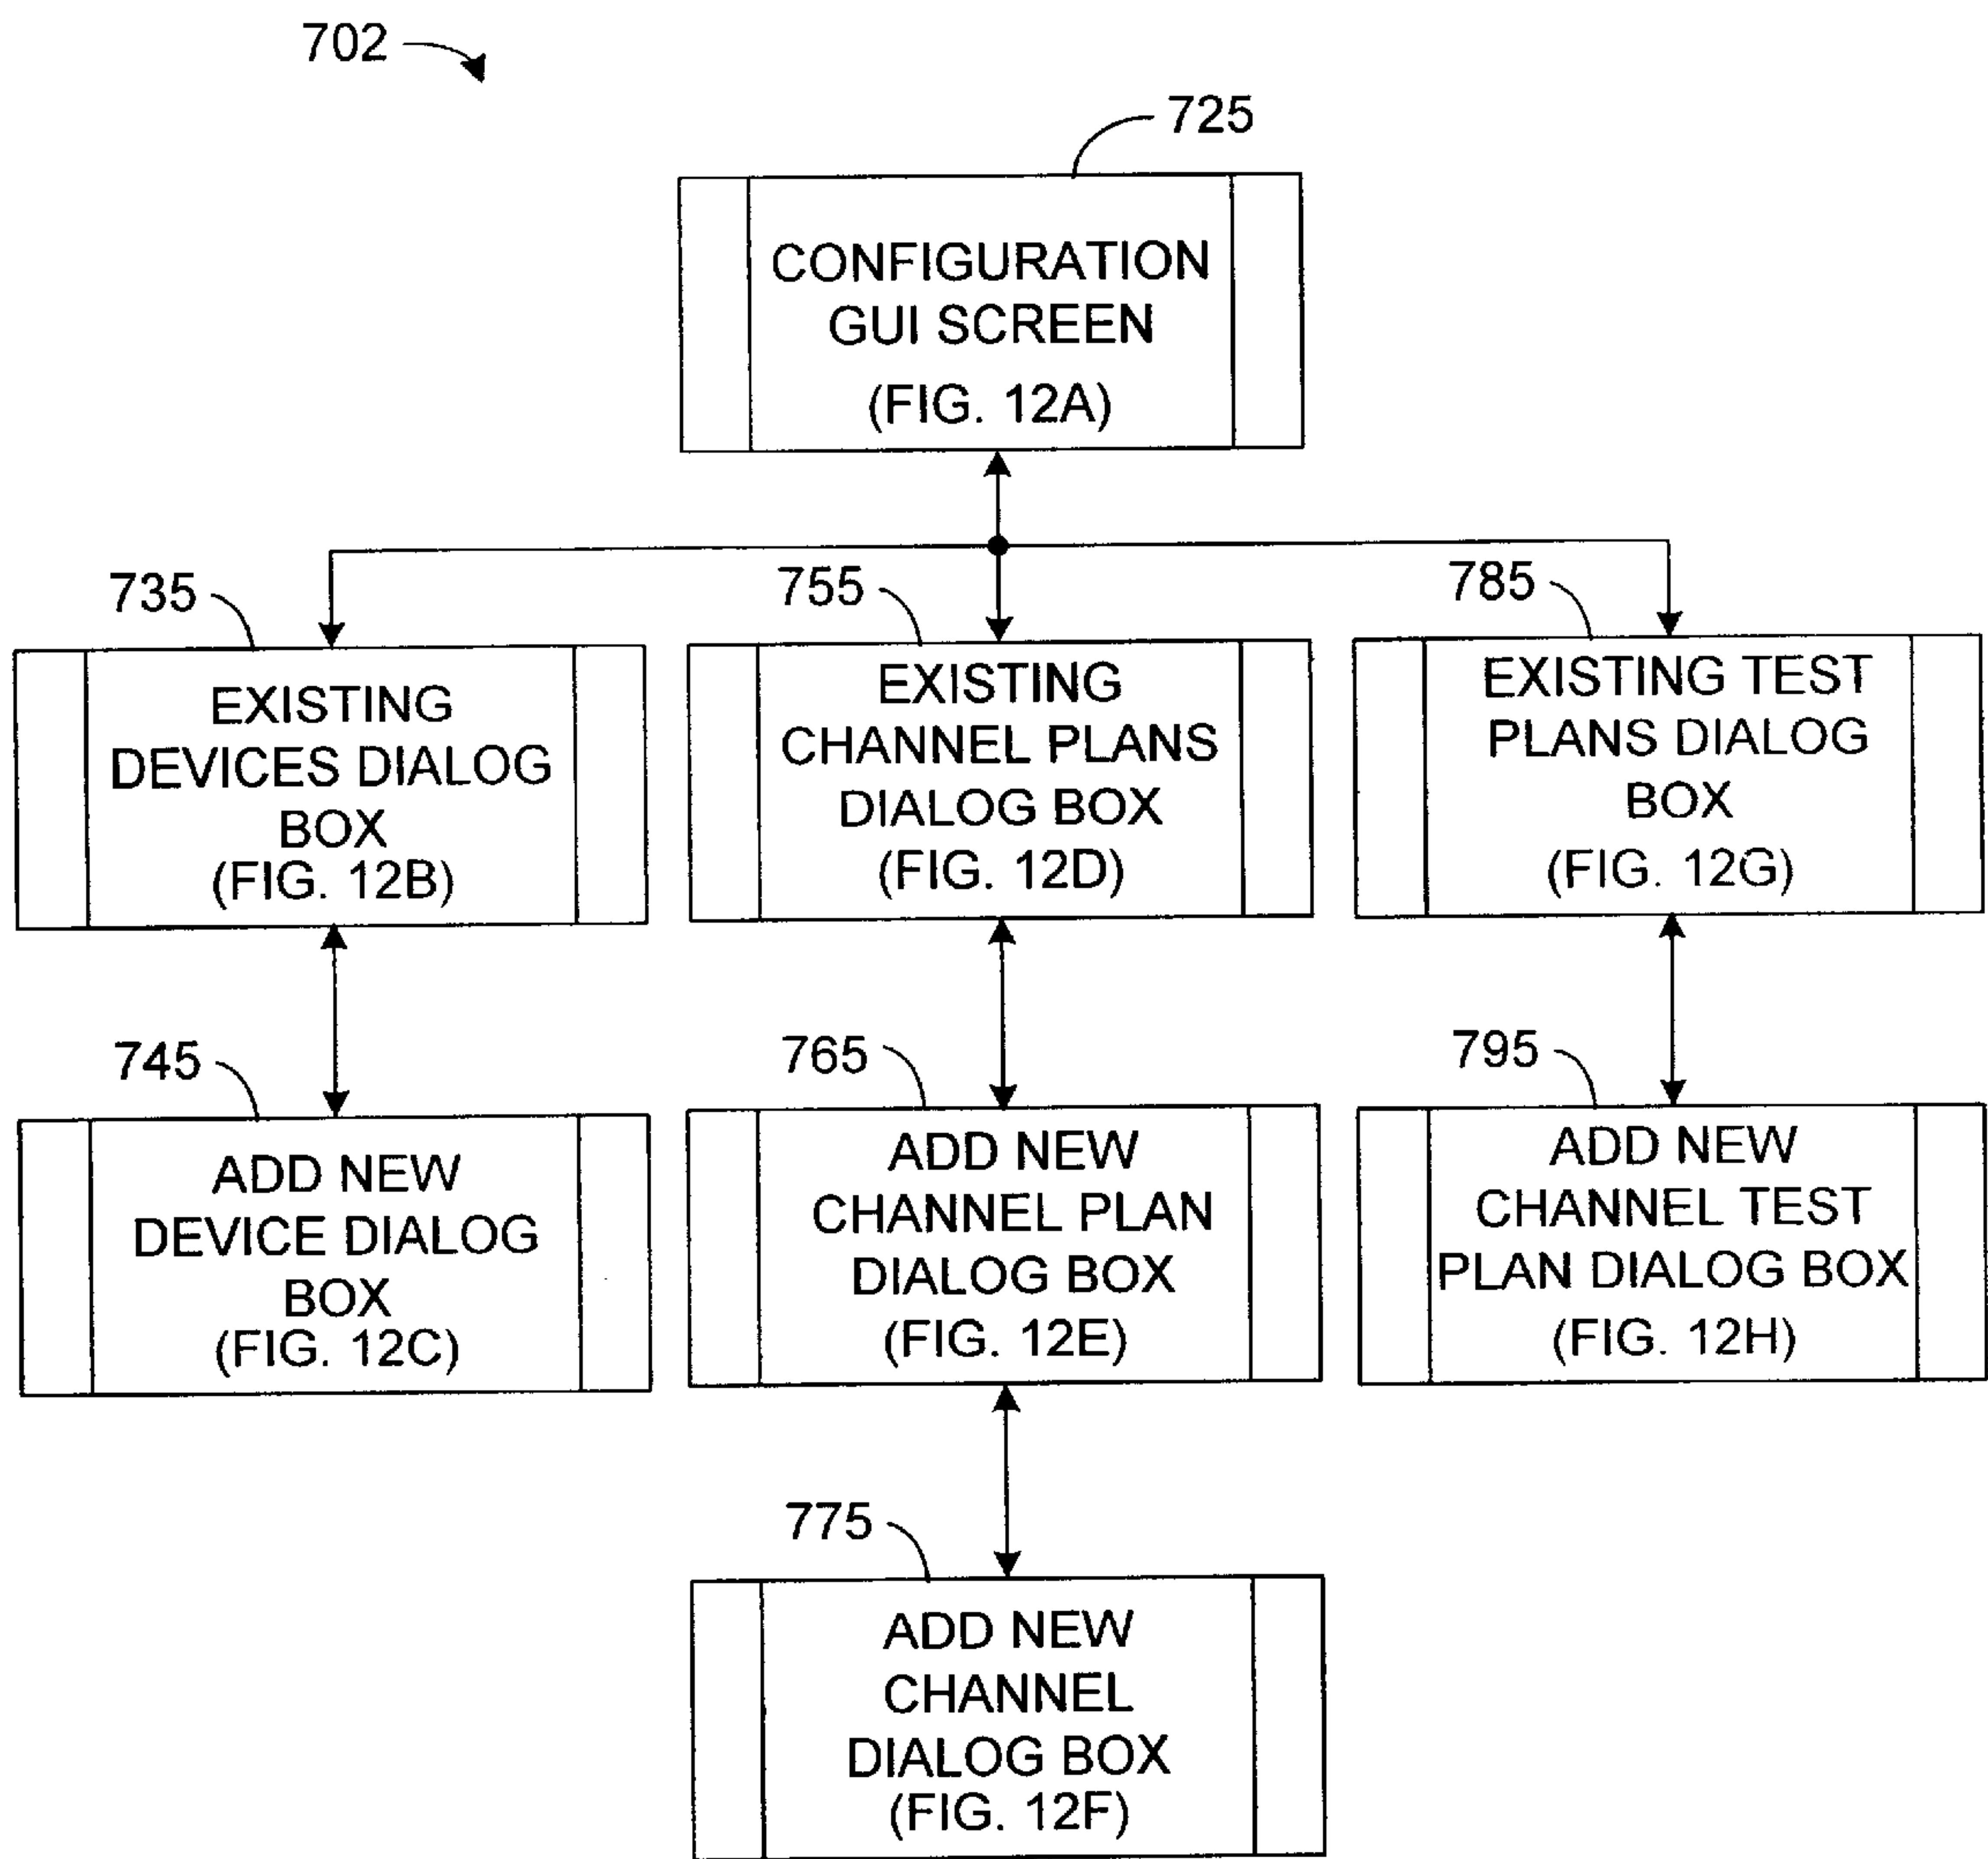 702
725
CONFIGURATION
GUI SCREEN
(FIG. 12A)
735
EXISTING
DEVICES DIALOG
BOX
(FIG. 12B)
755
EXISTING
CHANNEL PLANS
DIALOG BOX
(FIG. 12D)
785
EXISTING TEST
PLANS DIALOG
BOX
(FIG. 12G)
745
ADD NEW
DEVICE DIALOG
BOX
(FIG. 12C)
765
ADD NEW
CHANNEL PLAN
DIALOG BOX
(FIG. 12E)
795
ADD NEW
CHANNEL TEST
PLAN DIALOG BOX
(FIG. 12H)
775
ADD NEW
CHANNEL
DIALOG BOX
(FIG. 12F)